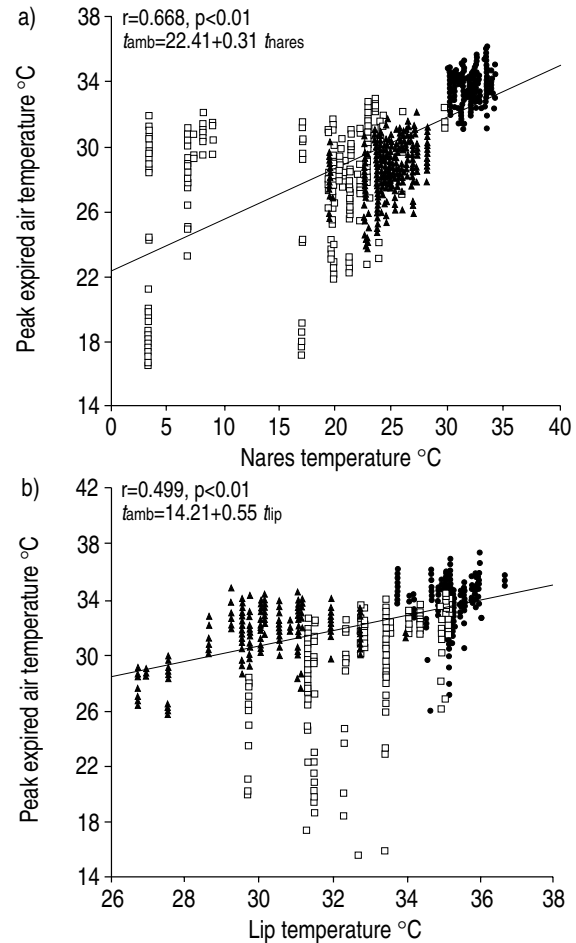 a)
r=0.668, p<0.01
tamb=22.41+0.31 tnares
Peak expired air temperature °C
38
34
30
26
22
18
14
0 5 10 15 20 25 30 35 40
Nares temperature °C
b)
r=0.499, p<0.01
tamb=14.21+0.55 tlip
Peak expired air temperature °C
42
38
34
30
26
22
18
14
26 28 30 32 34 36 38
Lip temperature °C